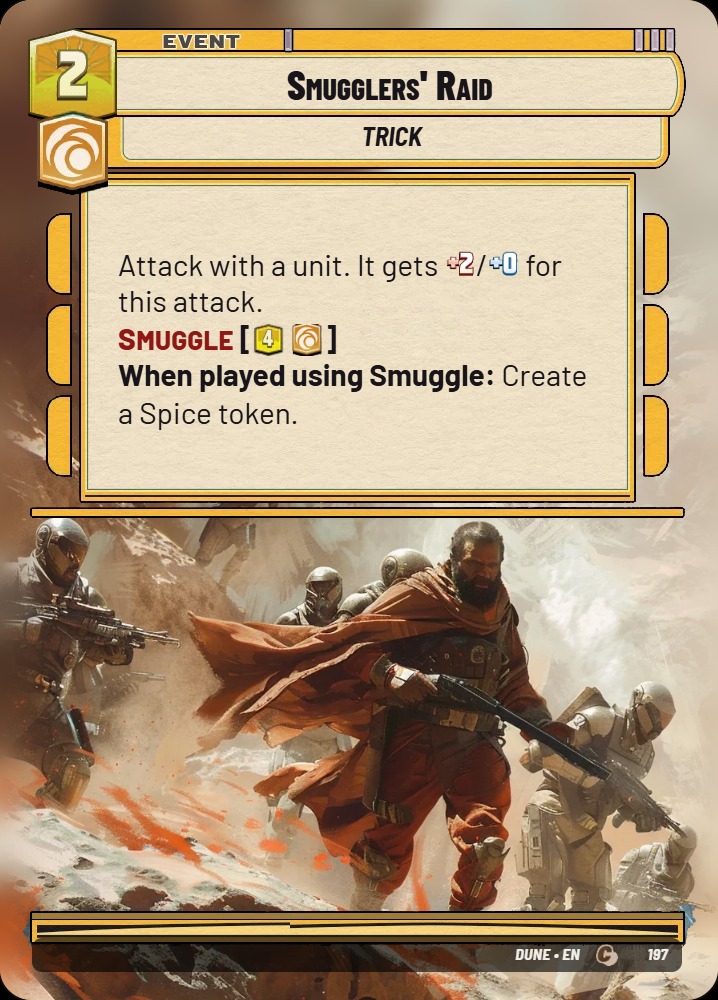 EVENT
2
SMUGGLERS' RAID
TRICK
Attack with a unit. It gets +2/+0 for
this attack.
SMUGGLE [4 ]
When played using Smuggle: Create
a Spice token.
DUNE • EN C 197